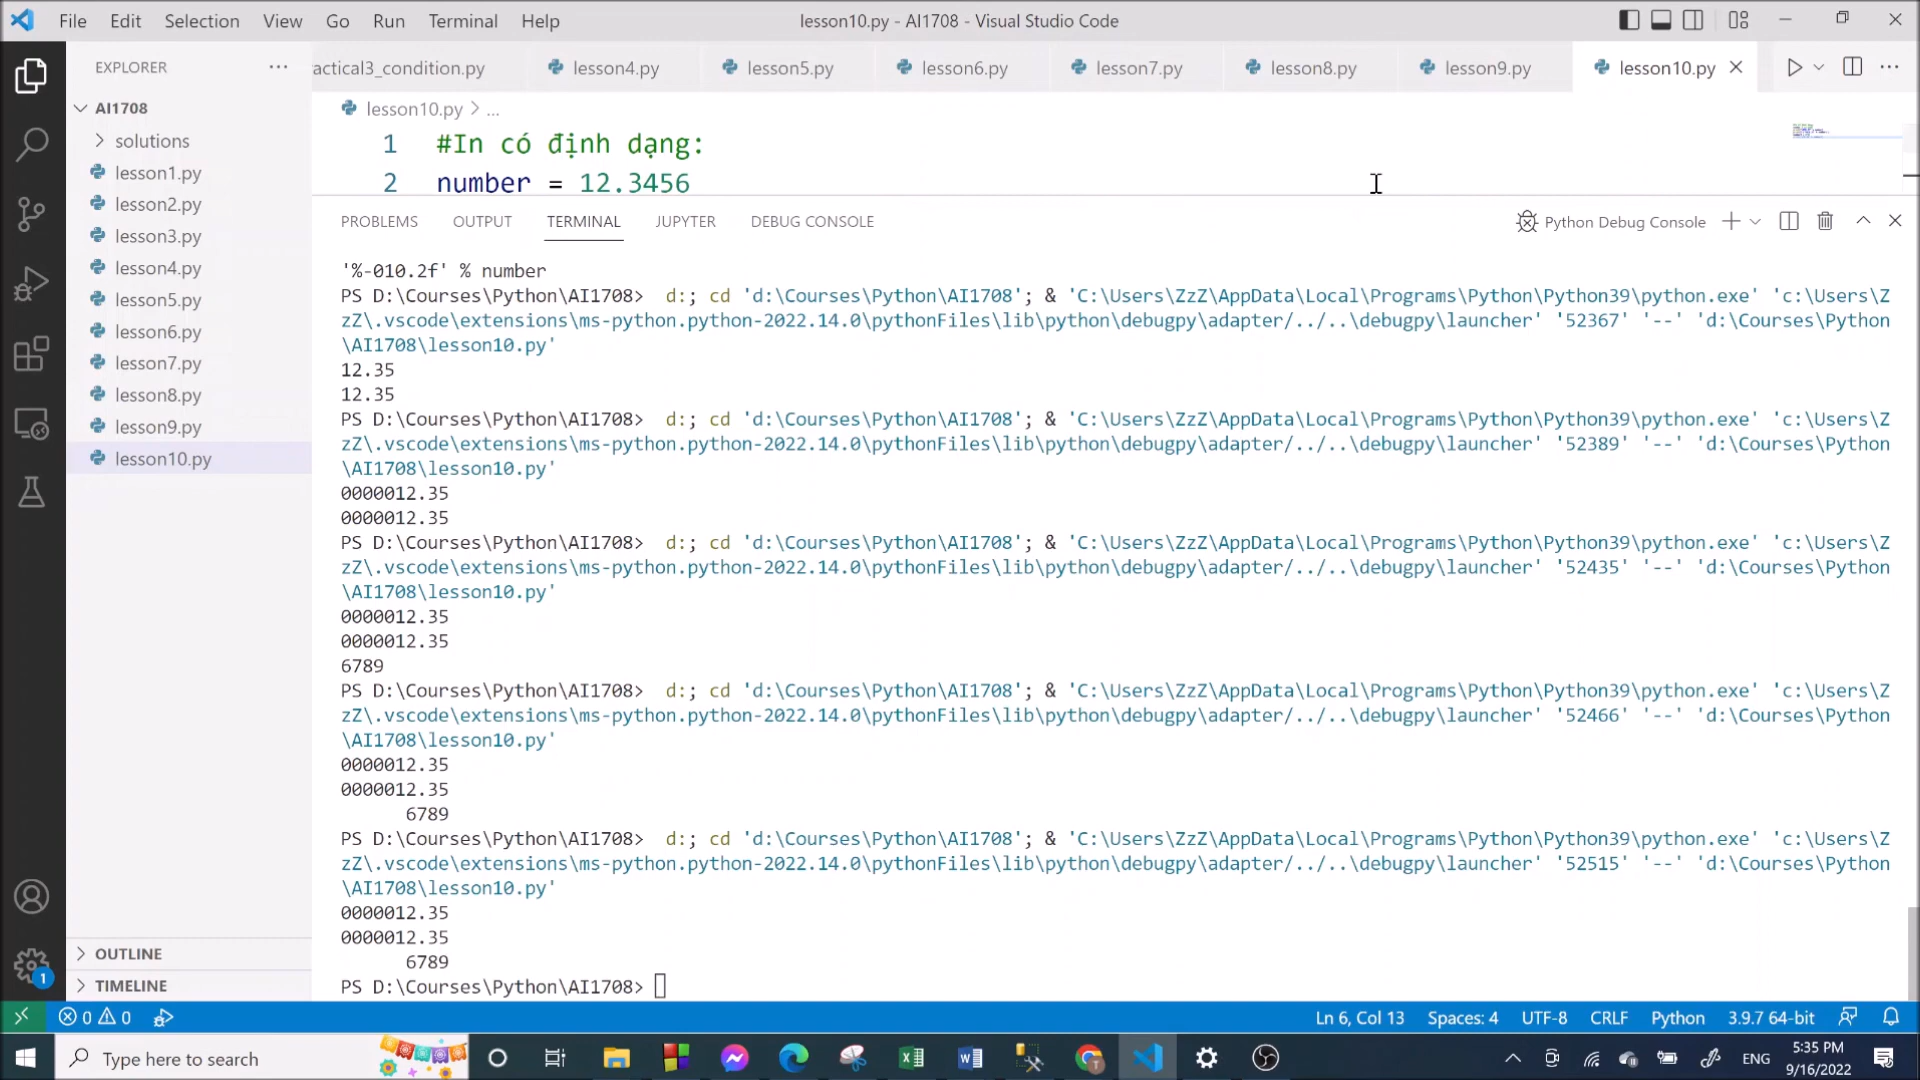 File Edit Selection View Go Run Terminal Help
lesson10.py - AI1708 - Visual Studio Code
EXPLORER
actical3_condition.py lesson4.py lesson5.py lesson6.py lesson7.py lesson8.py lesson9.py lesson10.py
AI1708
solutions
lesson1.py
lesson2.py
lesson3.py
lesson4.py
lesson5.py
lesson6.py
lesson7.py
lesson8.py
lesson9.py
lesson10.py
OUTLINE
TIMELINE
lesson10.py > ...
1 #In có định dạng:
2 number = 12.3456
PROBLEMS OUTPUT TERMINAL JUPYTER DEBUG CONSOLE
Python Debug Console
'%-010.2f' % number
PS D:\Courses\Python\AI1708> d:; cd 'd:\Courses\Python\AI1708'; & 'C:\Users\ZzZ\AppData\Local\Programs\Python\Python39\python.exe' 'c:\Users\Z
zZ\.vscode\extensions\ms-python.python-2022.14.0\pythonFiles\lib\python\debugpy\adapter/../..\debugpy\launcher' '52367' '--' 'd:\Courses\Python
\AI1708\lesson10.py'
12.35
12.35
PS D:\Courses\Python\AI1708> d:; cd 'd:\Courses\Python\AI1708'; & 'C:\Users\ZzZ\AppData\Local\Programs\Python\Python39\python.exe' 'c:\Users\Z
zZ\.vscode\extensions\ms-python.python-2022.14.0\pythonFiles\lib\python\debugpy\adapter/../..\debugpy\launcher' '52389' '--' 'd:\Courses\Python
\AI1708\lesson10.py'
0000012.35
0000012.35
PS D:\Courses\Python\AI1708> d:; cd 'd:\Courses\Python\AI1708'; & 'C:\Users\ZzZ\AppData\Local\Programs\Python\Python39\python.exe' 'c:\Users\Z
zZ\.vscode\extensions\ms-python.python-2022.14.0\pythonFiles\lib\python\debugpy\adapter/../..\debugpy\launcher' '52435' '--' 'd:\Courses\Python
\AI1708\lesson10.py'
0000012.35
0000012.35
6789
PS D:\Courses\Python\AI1708> d:; cd 'd:\Courses\Python\AI1708'; & 'C:\Users\ZzZ\AppData\Local\Programs\Python\Python39\python.exe' 'c:\Users\Z
zZ\.vscode\extensions\ms-python.python-2022.14.0\pythonFiles\lib\python\debugpy\adapter/../..\debugpy\launcher' '52466' '--' 'd:\Courses\Python
\AI1708\lesson10.py'
0000012.35
0000012.35
6789
PS D:\Courses\Python\AI1708> d:; cd 'd:\Courses\Python\AI1708'; & 'C:\Users\ZzZ\AppData\Local\Programs\Python\Python39\python.exe' 'c:\Users\Z
zZ\.vscode\extensions\ms-python.python-2022.14.0\pythonFiles\lib\python\debugpy\adapter/../..\debugpy\launcher' '52515' '--' 'd:\Courses\Python
\AI1708\lesson10.py'
0000012.35
0000012.35
6789
PS D:\Courses\Python\AI1708>
1
0 0
Ln 6, Col 13 Spaces: 4 UTF-8 CRLF Python 3.9.7 64-bit
Type here to search
ENG
5:35 PM
9/16/2022